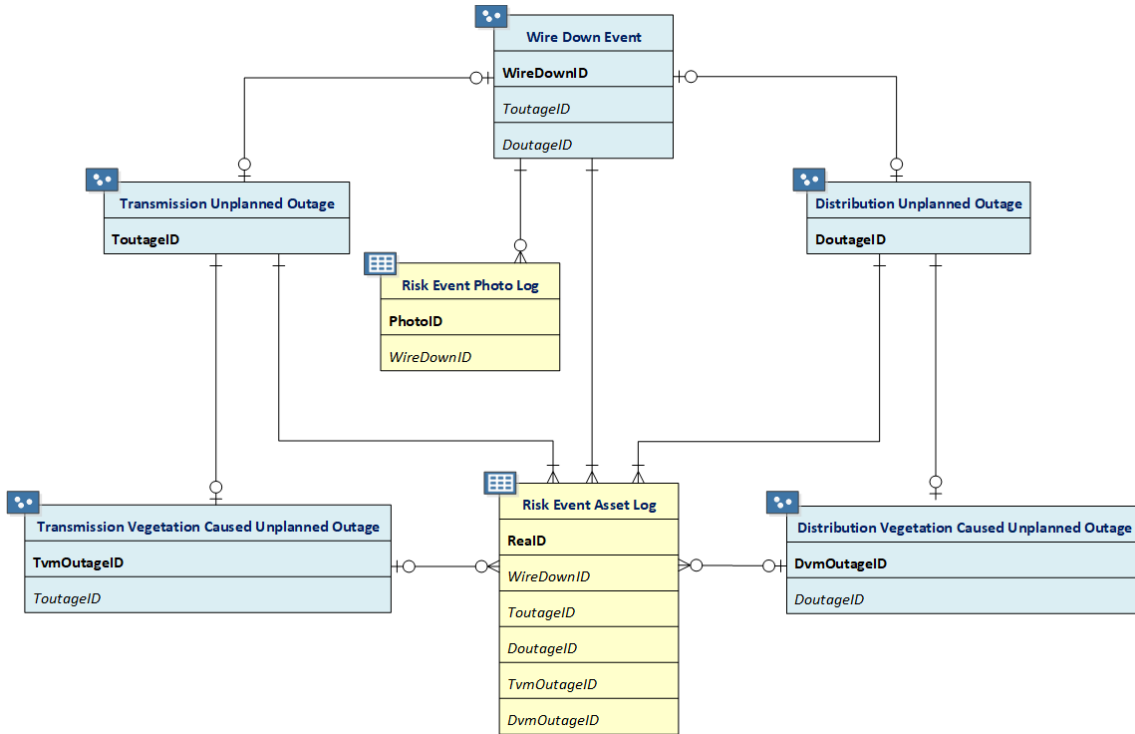 Wire Down Event
WireDownID
ToutageID
DoutageID
Transmission Unplanned Outage
ToutageID
Distribution Unplanned Outage
DoutageID
Risk Event Photo Log
PhotoID
WireDownID
Transmission Vegetation Caused Unplanned Outage
TvmOutageID
ToutageID
Risk Event Asset Log
ReaID
WireDownID
ToutageID
DoutageID
TvmOutageID
DvmOutageID
Distribution Vegetation Caused Unplanned Outage
DvmOutageID
DoutageID